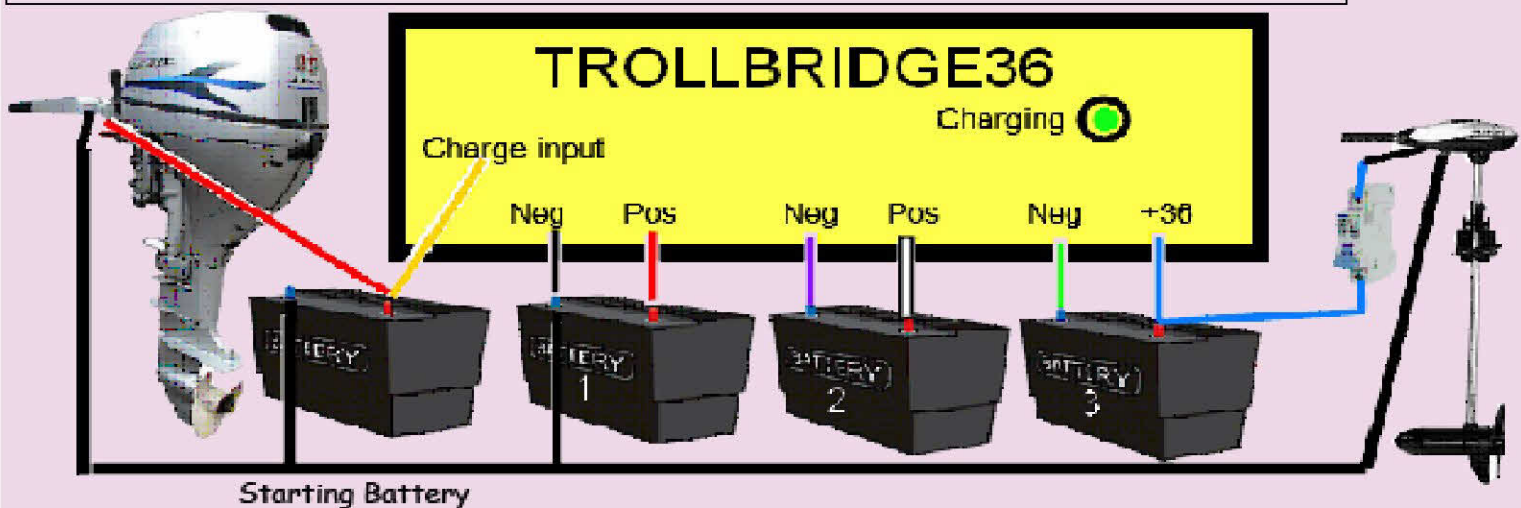 TROLLBRIDGE36
Charging
Charge input
Neg Pos Neg Pos Neg +36
BATTERY BATTERY BATTERY BATTERY
1 2 3
Starting Battery